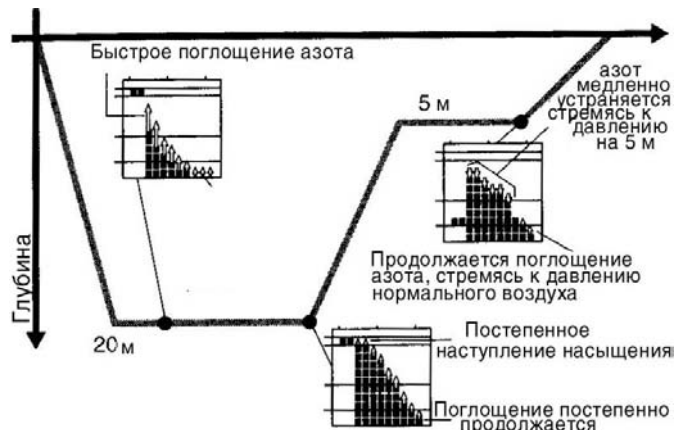 Быстрое поглощение азота
Глубина
20 м
5 м
азот
медленно
устраняется
стремясь к
давлению
на 5 м
Продолжается поглощение
азота, стремясь к давлению
нормального воздуха
Постепенное
наступление насыщения
Поглощение постепенно
продолжается